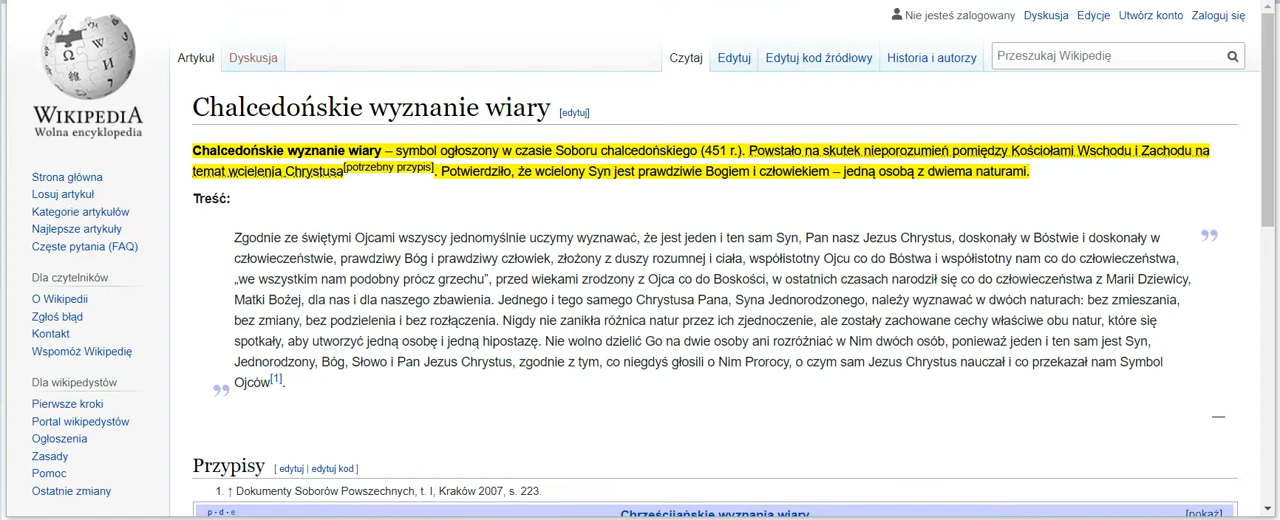 Nie jesteś zalogowany Dyskusja Edycje Utwórz konto Zaloguj się
WIKIPEDIA
Wolna encyklopedia
Artykuł Dyskusja Czytaj Edytuj Edytuj kod źródłowy Historia i autorzy Przeszukaj Wikipedię
Strona główna
Losuj artykuł
Kategorie artykułów
Najlepsze artykuły
Częste pytania (FAQ)
Dla czytelników
O Wikipedii
Zgłoś błąd
Kontakt
Wspomóż Wikipedię
Dla wikipedystów
Pierwsze kroki
Portal wikipedystów
Ogłoszenia
Zasady
Pomoc
Ostatnie zmiany
Chalcedońskie wyznanie wiary [edytuj]
Chalcedońskie wyznanie wiary – symbol ogłoszony w czasie Soboru chalcedońskiego (451 r.). Powstało na skutek nieporozumień pomiędzy Kościołami Wschodu i Zachodu na
temat wcielenia Chrystusa[potrzebny przypis]. Potwierdziło, że wcielony Syn jest prawdziwie Bogiem i człowiekiem – jedną osobą z dwiema naturami.
Treść:
Zgodnie ze świętymi Ojcami wszyscy jednomyślnie uczymy wyznawać, że jest jeden i ten sam Syn, Pan nasz Jezus Chrystus, doskonały w Bóstwie i doskonały w
człowieczeństwie, prawdziwy Bóg i prawdziwy człowiek, złożony z duszy rozumnej i ciała, współistotny Ojcu co do Bóstwa i współistotny nam co do człowieczeństwa,
„we wszystkim nam podobny prócz grzechu”, przed wiekami zrodzony z Ojca co do Boskości, w ostatnich czasach narodził się co do człowieczeństwa z Marii Dziewicy,
Matki Bożej, dla nas i dla naszego zbawienia. Jednego i tego samego Chrystusa Pana, Syna Jednorodzonego, należy wyznawać w dwóch naturach: bez zmieszania,
bez zmiany, bez podzielenia i bez rozłączenia. Nigdy nie zanikła różnica natur przez ich zjednoczenie, ale zostały zachowane cechy właściwe obu natur, które się
spotkały, aby utworzyć jedną osobę i jedną hipostazę. Nie wolno dzielić Go na dwie osoby ani rozróżniać w Nim dwóch osób, ponieważ jeden i ten sam jest Syn,
Jednorodzony, Bóg, Słowo i Pan Jezus Chrystus, zgodnie z tym, co niegdyś głosili o Nim Prorocy, o czym sam Jezus Chrystus nauczał i co przekazał nam Symbol
Ojców[1].
—
Przypisy [ edytuj | edytuj kod ]
1. ↑ Dokumenty Soborów Powszechnych, t. I, Kraków 2007, s. 223.
p · d · e Chrześcijańskie wyznania wiary [pokaż]